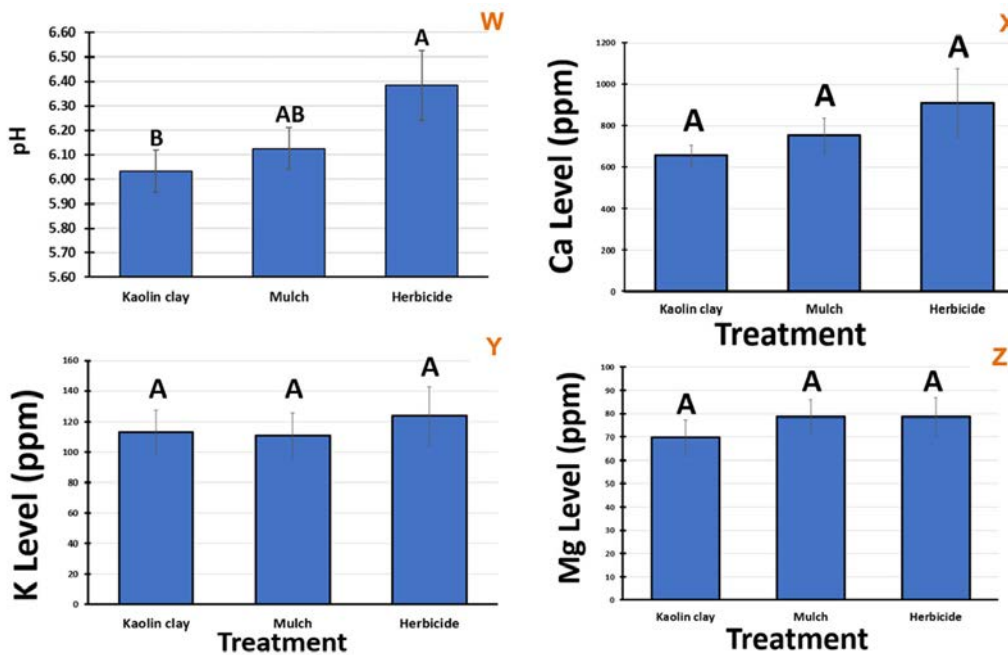 W
6.60
6.50
6.40
6.30
6.20
6.10
6.00
5.90
5.80
5.70
5.60
pH
B
AB
A
Kaolin clay Mulch Herbicide
1200
1000
800
600
400
200
0
Ca Level (ppm)
A
A
A
Kaolin clay Mulch Herbicide
Treatment
Y
160
140
120
100
80
60
40
20
0
K Level (ppm)
A
A
A
Kaolin clay Mulch Herbicide
Treatment
Z
100
90
80
70
60
50
40
30
20
10
0
Mg Level (ppm)
A
A
A
Kaolin clay Mulch Herbicide
Treatment